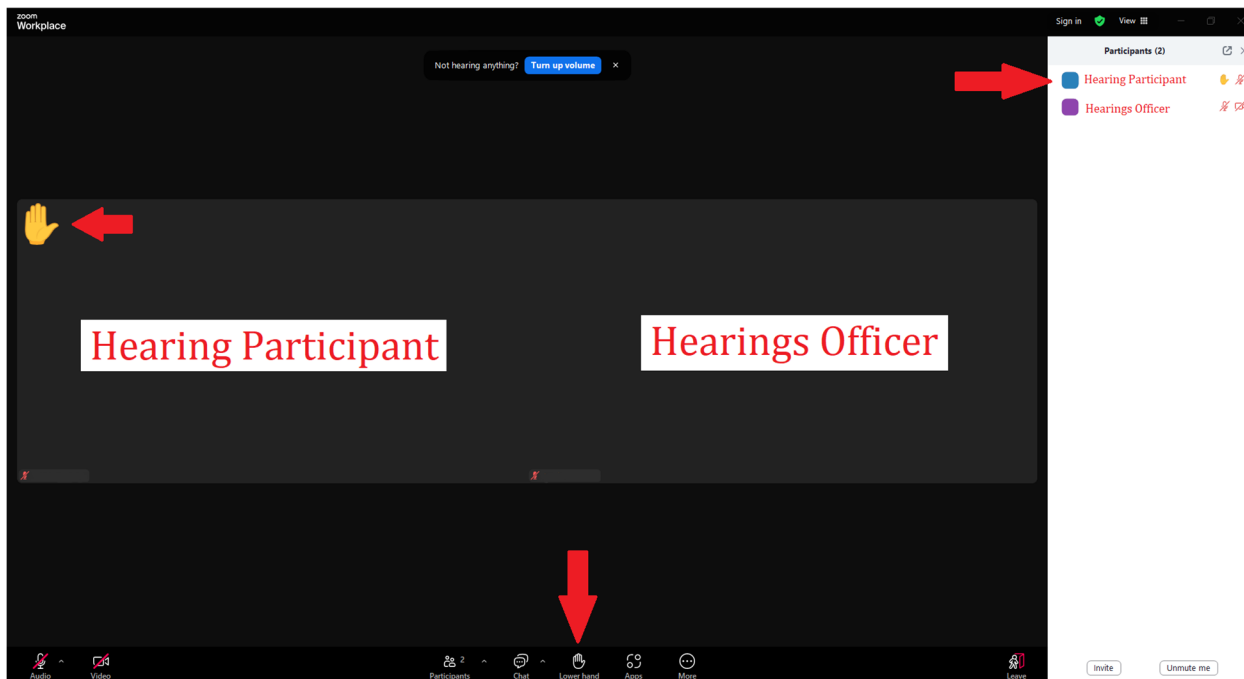 zoom
Workplace
Sign in
View
Not hearing anything?
Turn up volume
Participants (2)
Hearing Participant
Hearings Officer
Hearing Participant
Hearings Officer
Audio
Video
2
Participants
Chat
Lower hand
Apps
More
Leave
Invite
Unmute me